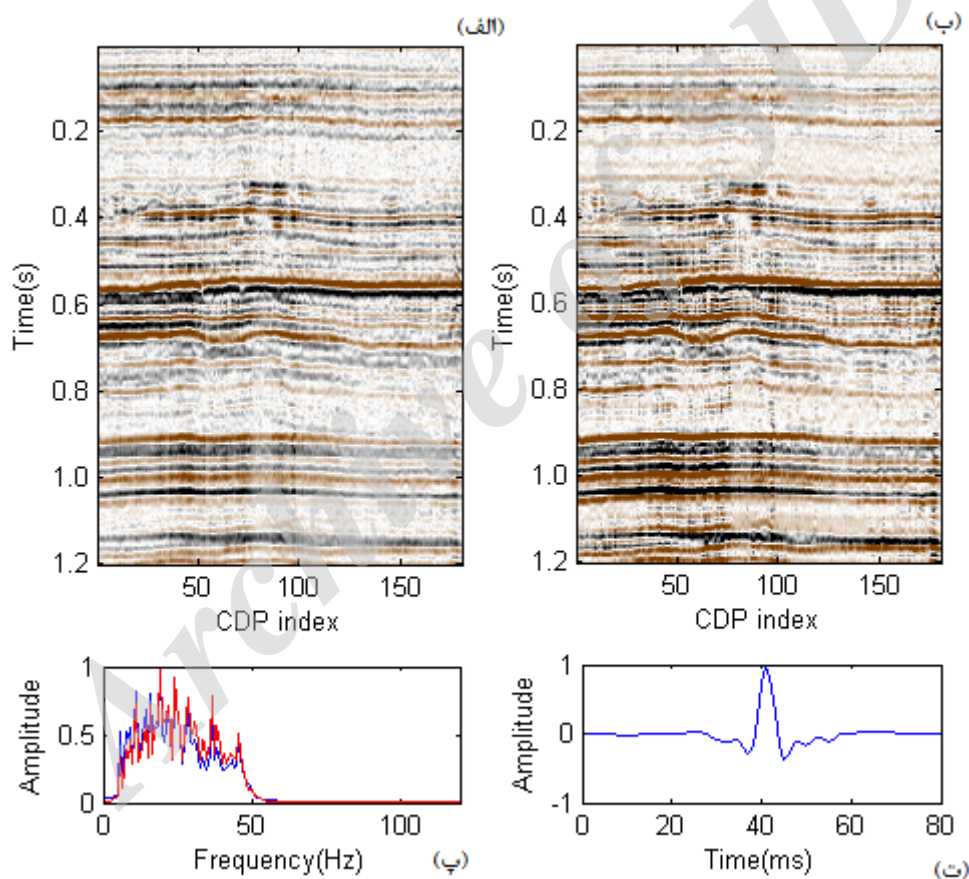 (الف)
(ب)
Time(s)
0.2
0.4
0.6
0.8
1.0
1.2
50 100 150
CDP index
Time(s)
0.2
0.4
0.6
0.8
1.0
1.2
50 100 150
CDP index
Amplitude
1
0.5
0
0 50 100
Frequency(Hz)
(پ)
Amplitude
1
0
-1
0 20 40 60 80
Time(ms)
(ت)
Archive of SID